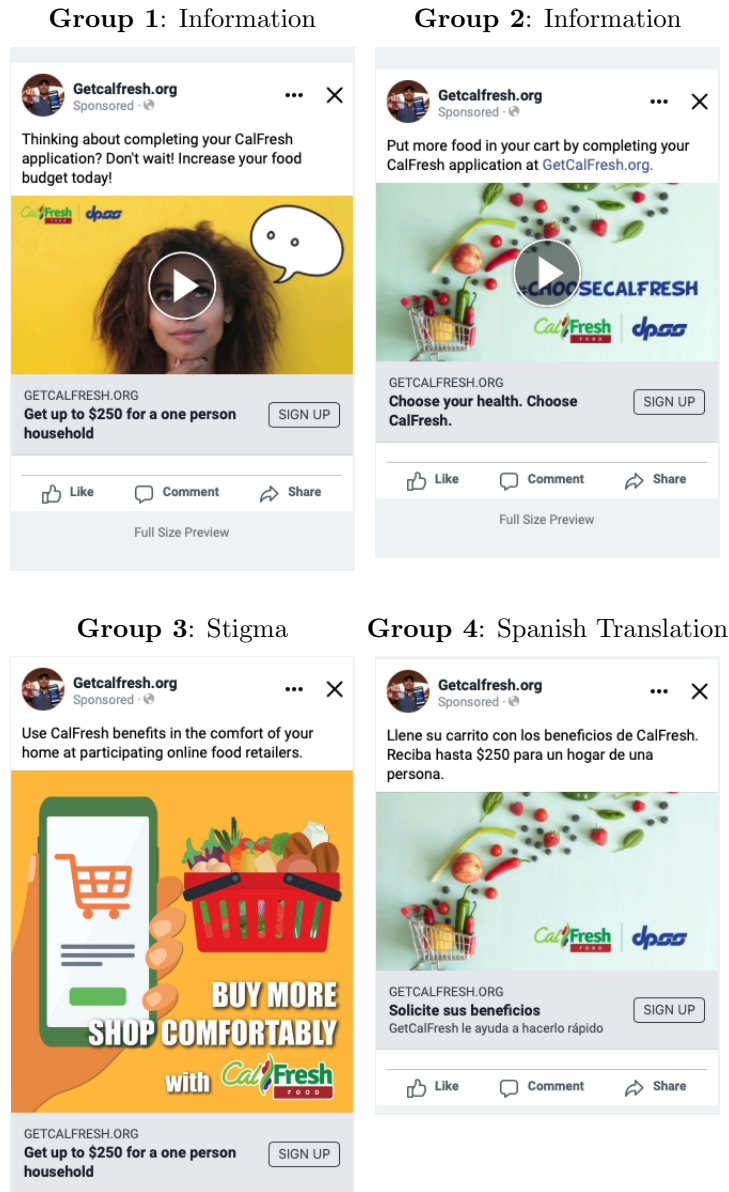 Group 1: Information
Getcalfresh.org
Sponsored ·
Thinking about completing your CalFresh
application? Don't wait! Increase your food
budget today!
CalFresh
FOOD
dpss
GETCALFRESH.ORG
Get up to $250 for a one person
household
SIGN UP
Like
Comment
Share
Full Size Preview
Group 2: Information
Getcalfresh.org
Sponsored ·
Put more food in your cart by completing your
CalFresh application at GetCalFresh.org.
#CHOOSECALFRESH
CalFresh
FOOD
dpss
GETCALFRESH.ORG
Choose your health. Choose
CalFresh.
SIGN UP
Like
Comment
Share
Full Size Preview
Group 3: Stigma
Getcalfresh.org
Sponsored ·
Use CalFresh benefits in the comfort of your
home at participating online food retailers.
BUY MORE
SHOP COMFORTABLY
with CalFresh
FOOD
GETCALFRESH.ORG
Get up to $250 for a one person
household
SIGN UP
Group 4: Spanish Translation
Getcalfresh.org
Sponsored ·
Llene su carrito con los beneficios de CalFresh.
Reciba hasta $250 para un hogar de una
persona.
CalFresh
FOOD
dpss
GETCALFRESH.ORG
Solicite sus beneficios
GetCalFresh le ayuda a hacerlo rápido
SIGN UP
Like
Comment
Share